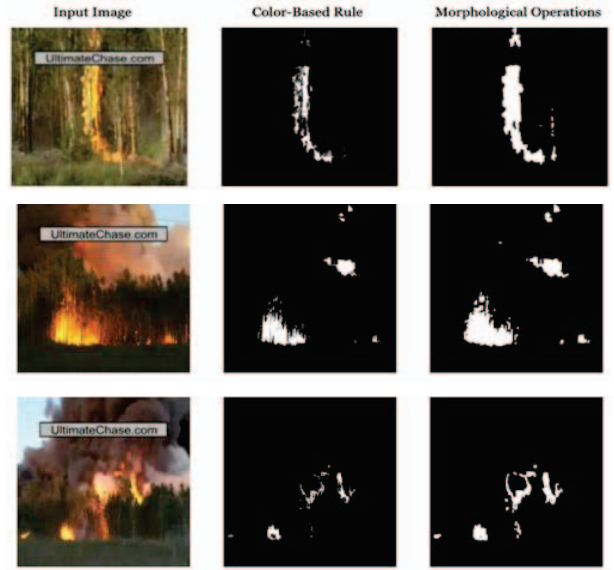 Input Image
Color-Based Rule
Morphological Operations
UltimateChase.com
UltimateChase.com
UltimateChase.com